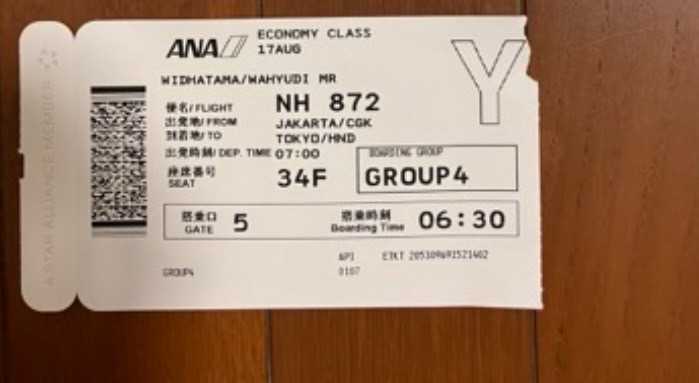 A STAR ALLIANCE MEMBER
ANA
ECONOMY CLASS
17AUG
Y
WIDHATAMA/WAHYUDI MR
便名/FLIGHT NH 872
出発地/FROM JAKARTA/CGK
到着地/TO TOKYO/HND
出発時刻/DEP. TIME 07:00
座席番号
SEAT
34F
BOARDING GROUP
GROUP4
搭乗口
GATE
5
搭乗時刻
Boarding Time
06:30
API ETKT
0107
GROUP4